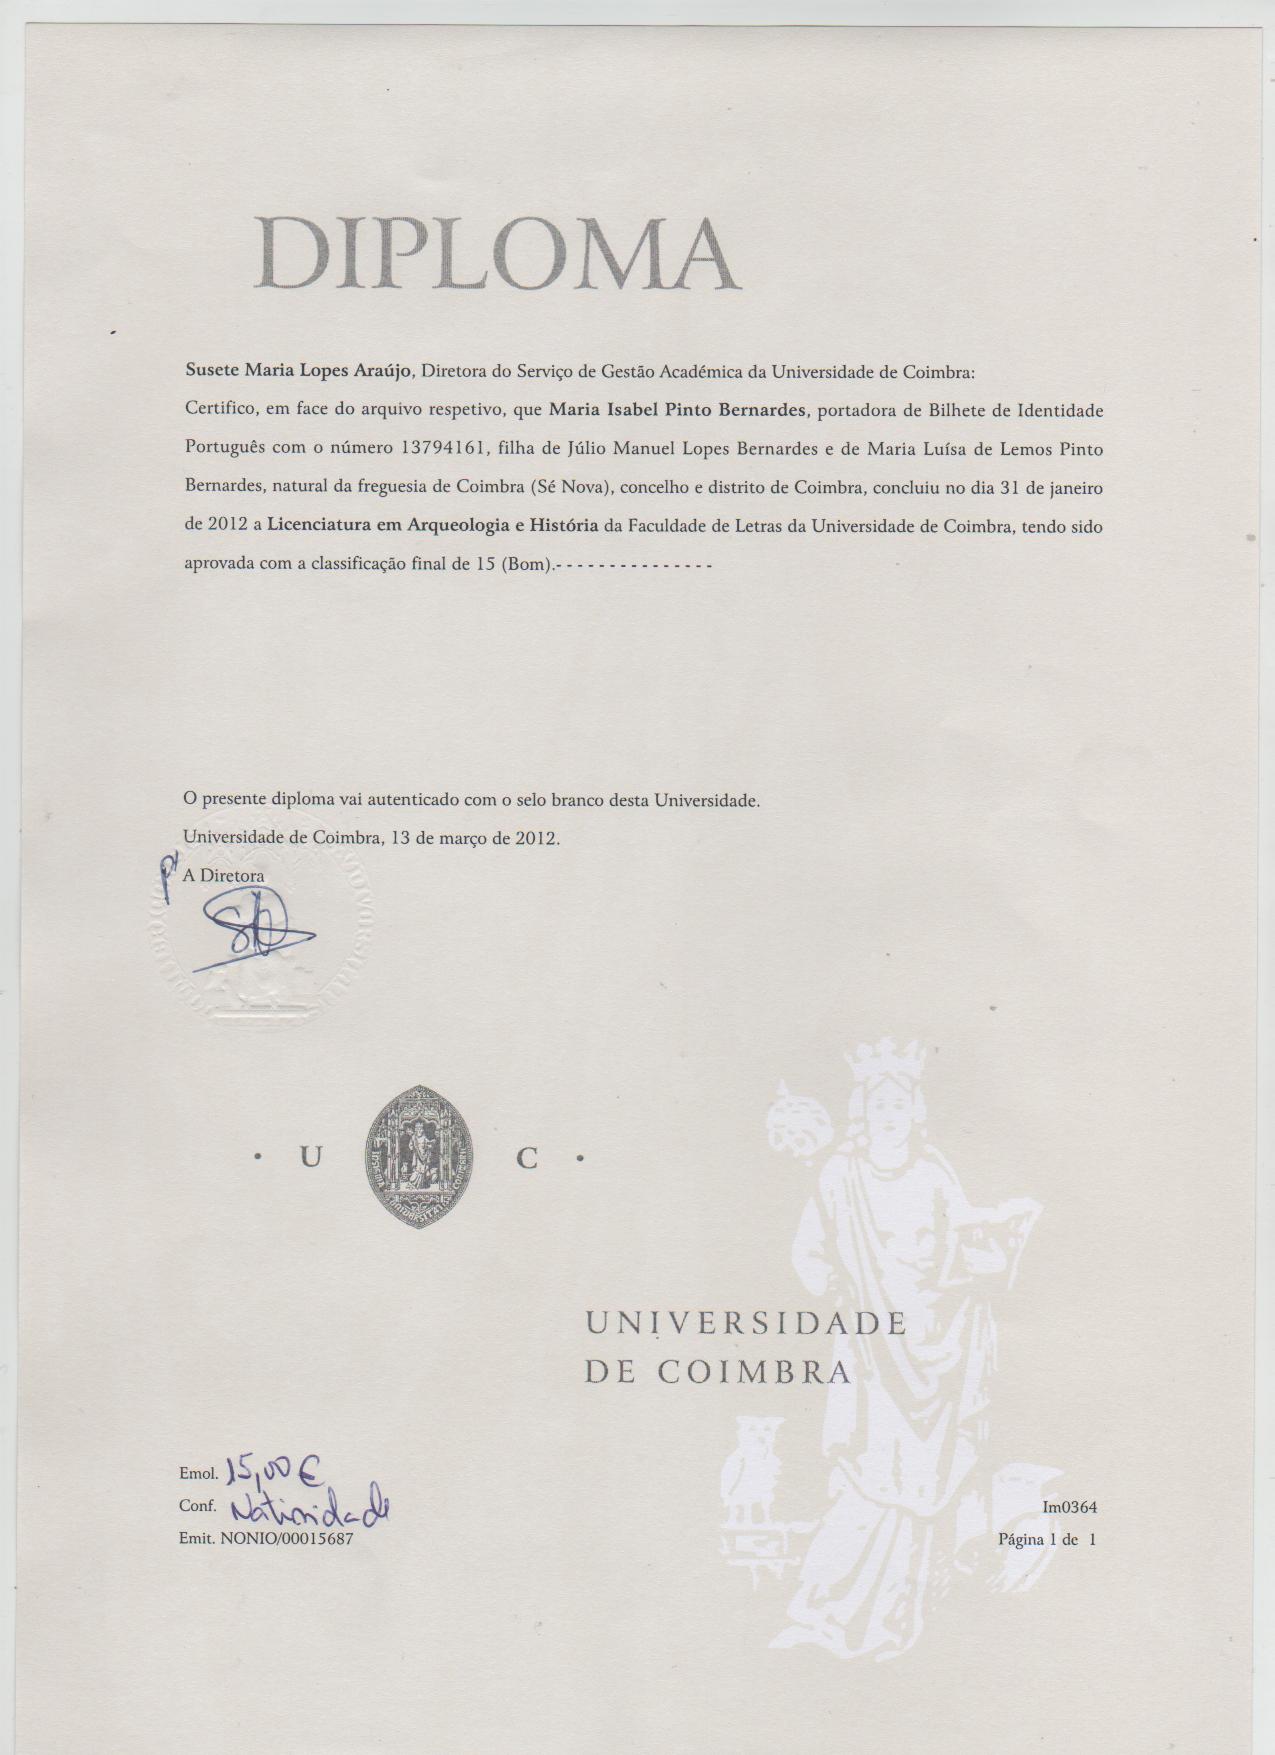 DIPLOMA
Susete Maria Lopes Araújo, Diretora do Serviço de Gestão Académica da Universidade de Coimbra:
Certifico, em face do arquivo respetivo, que Maria Isabel Pinto Bernardes, portadora de Bilhete de Identidade
Português com o número 13794161, filha de Júlio Manuel Lopes Bernardes e de Maria Luísa de Lemos Pinto
Bernardes, natural da freguesia de Coimbra (Sé Nova), concelho e distrito de Coimbra, concluiu no dia 31 de janeiro
de 2012 a Licenciatura em Arqueologia e História da Faculdade de Letras da Universidade de Coimbra, tendo sido
aprovada com a classificação final de 15 (Bom).- - - - - - - - - - - - - - -
O presente diploma vai autenticado com o selo branco desta Universidade.
Universidade de Coimbra, 13 de março de 2012.
A Diretora
· U C ·
UNIVERSIDADE
DE COIMBRA
Emol. 15,00 €
Conf. Natividade
Im0364
Emit. NONIO/00015687
Página 1 de 1